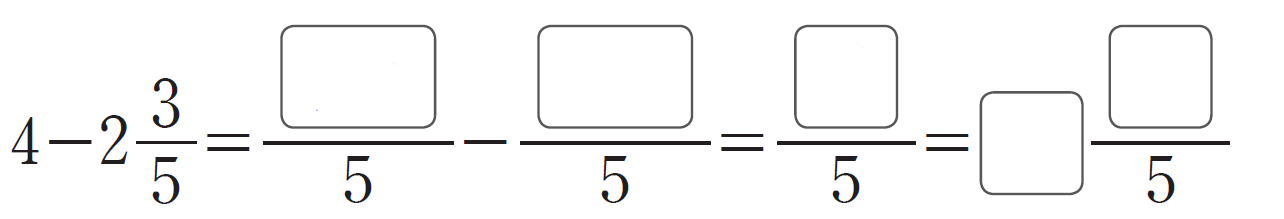 4 - 2 3/5 = □/5 - □/5 = □/5 = □ □/5